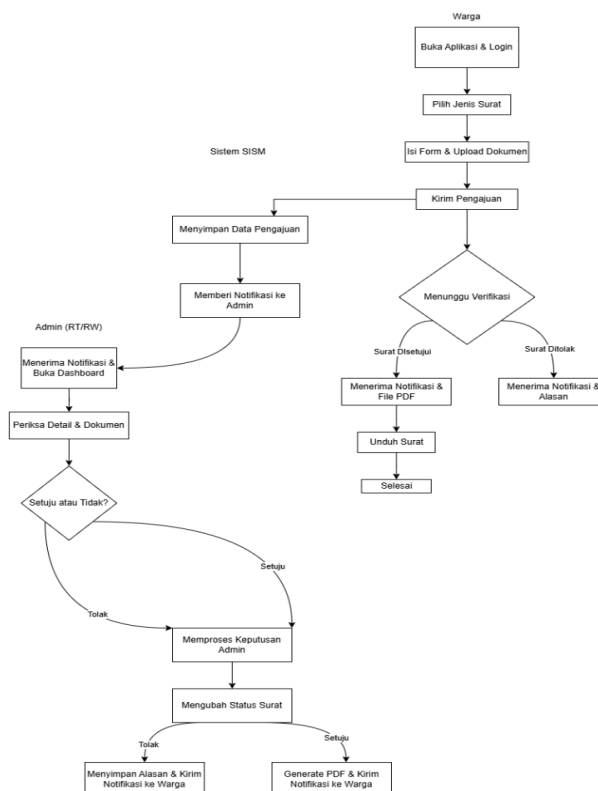 Warga
Buka Aplikasi & Login
Pilih Jenis Surat
Sistem SISM
Isi Form & Upload Dokumen
Kirim Pengajuan
Menyimpan Data Pengajuan
Memberi Notifikasi ke
Admin
Menunggu Verifikasi
Admin (RT/RW)
Surat DIsetujui
Surat Ditolak
Menerima Notifikasi &
Buka Dashboard
Menerima Notifikasi &
File PDF
Menerima Notifikasi &
Alasan
Periksa Detail & Dokumen
Unduh Surat
Selesai
Setuju atau Tidak?
Setuju
Tolak
Memproses Keputusan
Admin
Mengubah Status Surat
Tolak
Setuju
Menyimpan Alasan & Kirim
Notifikasi ke Warga
Generate PDF & Kirim
Notifikasi ke Warga